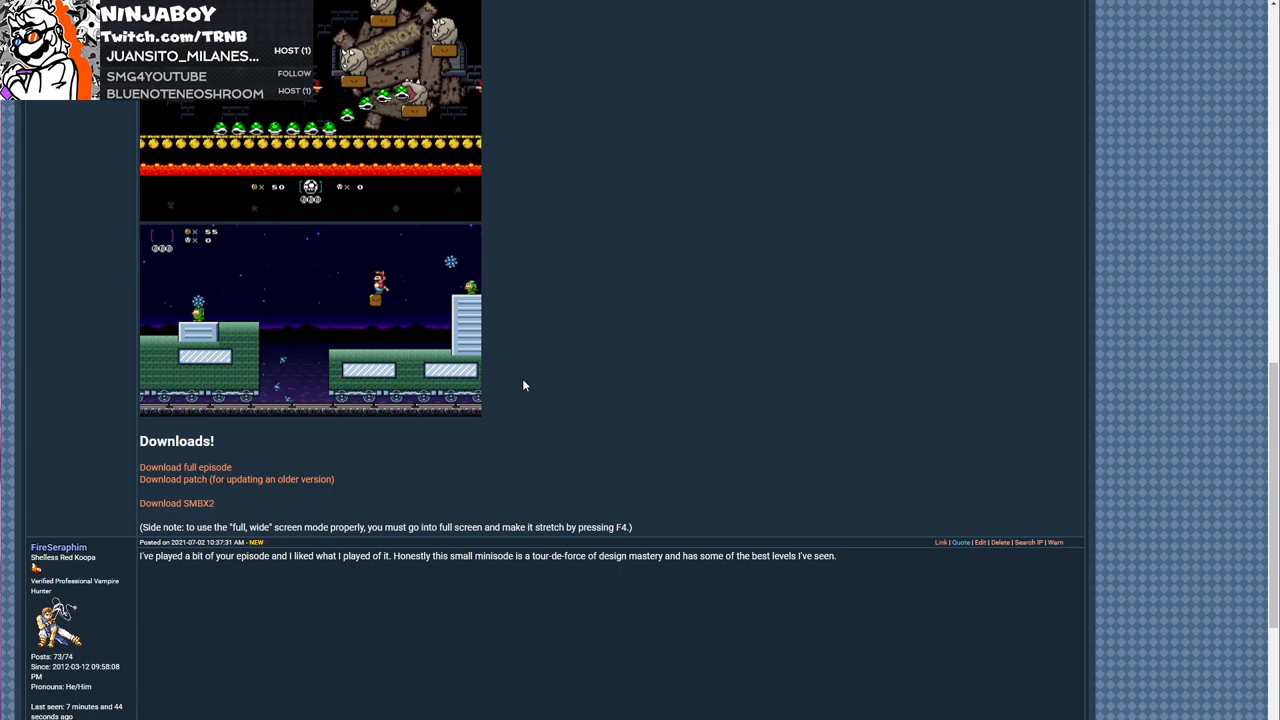 NiNJABOY
Twitch.com/TRNB
JUANSITO_MILANES... HOST (1)
SMG4YOUTUBE FOLLOW
BLUENOTENEOSHROOM HOST (1)
REZNOR
50 0
55
0
Downloads!
Download full episode
Download patch (for updating an older version)
Download SMBX2
(Side note: to use the "full, wide" screen mode properly, you must go into full screen and make it stretch by pressing F4.)
FireSeraphim
Posted on 2021-07-02 10:37:31 AM - NEW
Link | Quote | Edit | Delete | Search IP | Warn
Shelless Red Koopa
I've played a bit of your episode and I liked what I played of it. Honestly this small minisode is a tour-de-force of design mastery and has some of the best levels I've seen.
Verified Professional Vampire
Hunter
Posts: 73/74
Since: 2012-03-12 09:58:08
PM
Pronouns: He/Him
Last seen: 7 minutes and 44
seconds ago